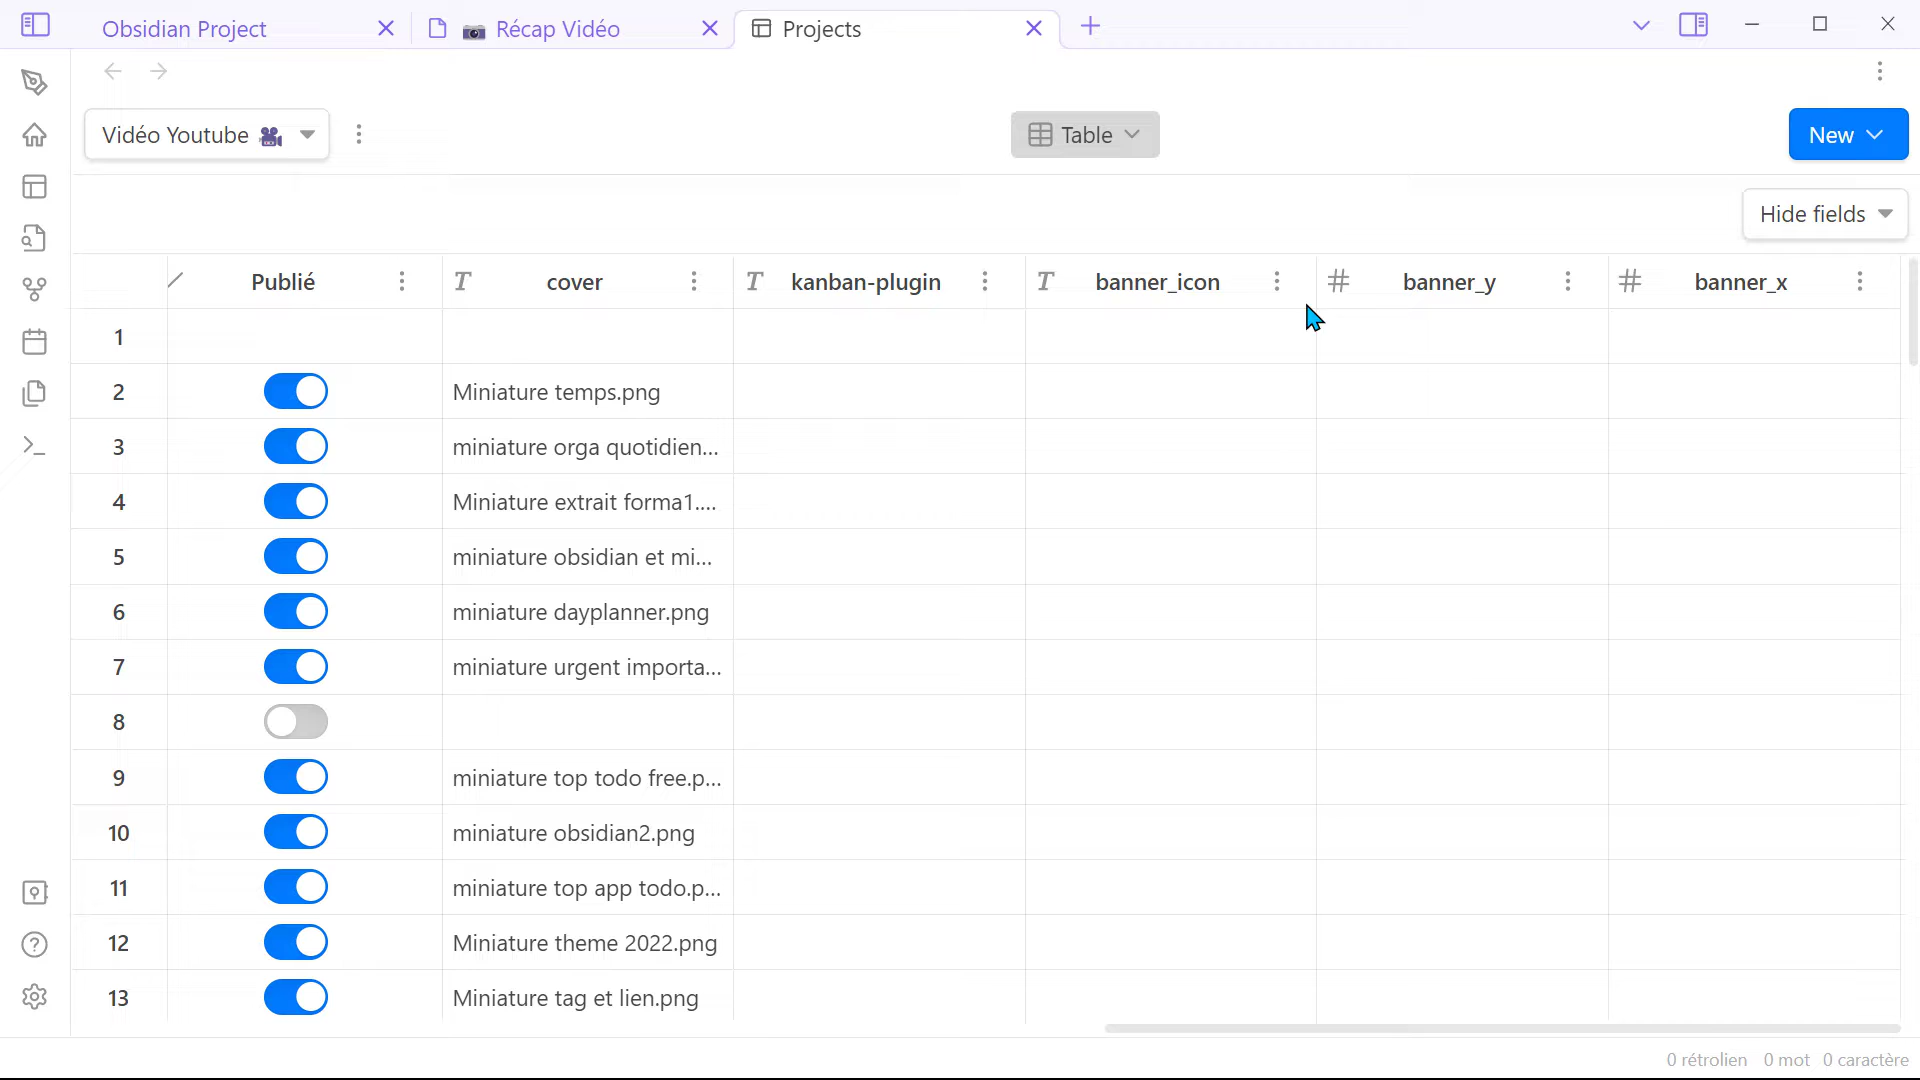 Obsidian Project
📷 Récap Vidéo
Projects
Vidéo Youtube 🎥
Table
New
Hide fields
Publié
cover
kanban-plugin
banner_icon
banner_y
banner_x
1
2 Miniature temps.png
3 miniature orga quotidien...
4 Miniature extrait forma1....
5 miniature obsidian et mi...
6 miniature dayplanner.png
7 miniature urgent importa...
8
9 miniature top todo free.p...
10 miniature obsidian2.png
11 miniature top app todo.p...
12 Miniature theme 2022.png
13 Miniature tag et lien.png
0 rétrolien 0 mot 0 caractère